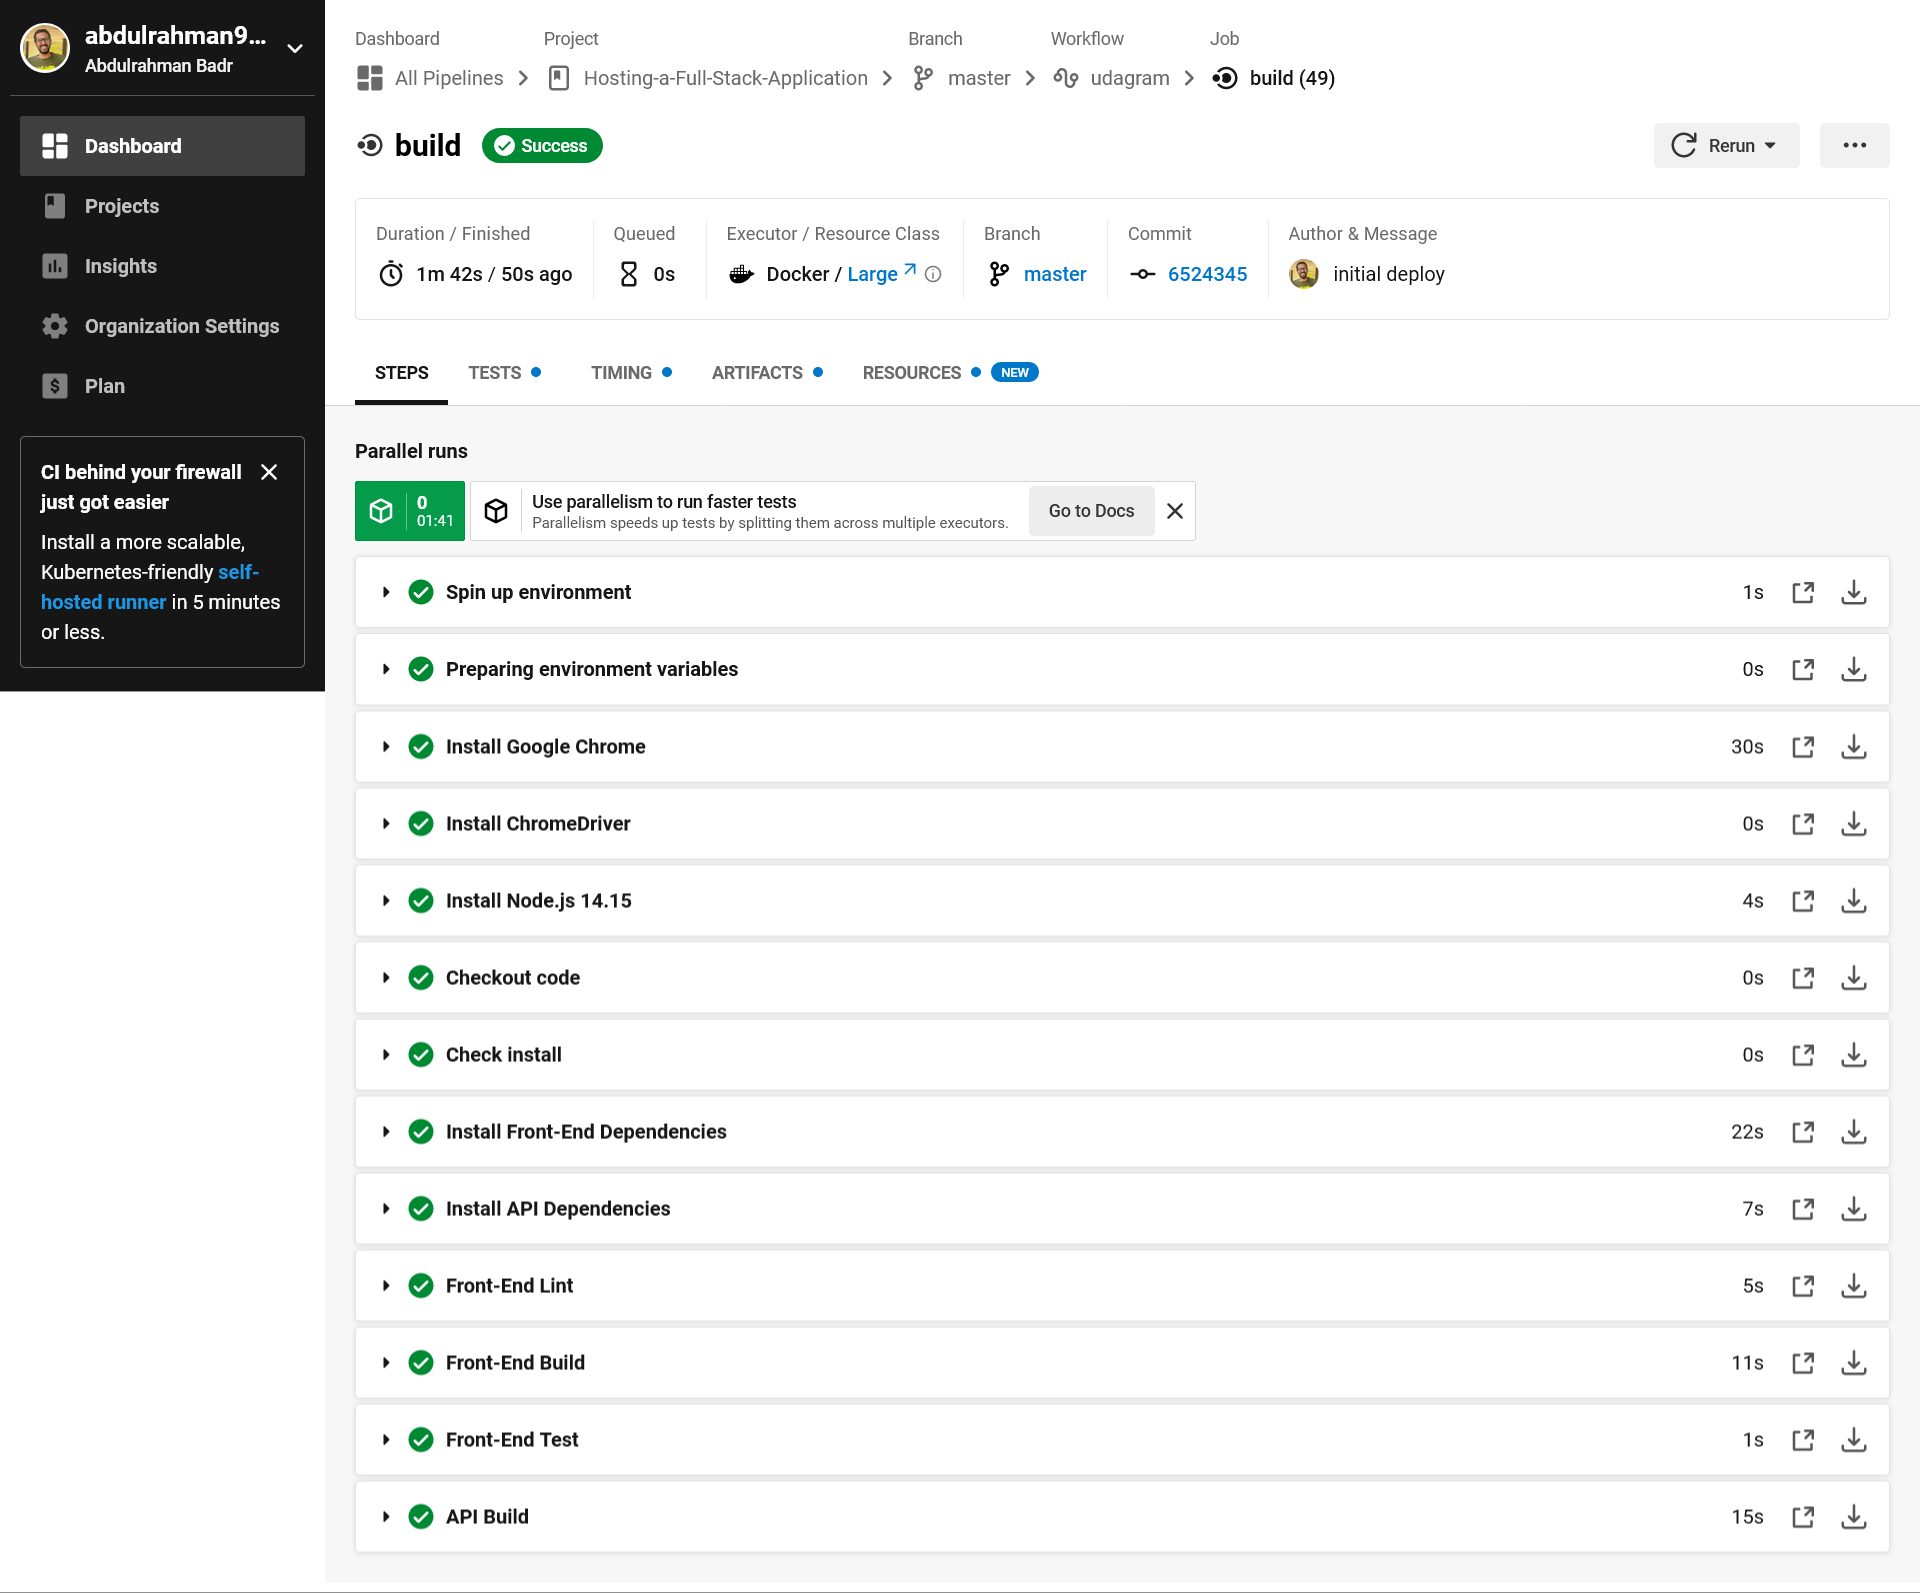 abdulrahman9...
Abdulrahman Badr
Dashboard
Projects
Insights
Organization Settings
Plan
CI behind your firewall
just got easier
Install a more scalable,
Kubernetes-friendly self-
hosted runner in 5 minutes
or less.
Dashboard Project Branch Workflow Job
All Pipelines Hosting-a-Full-Stack-Application master udagram build (49)
build Success Rerun
Duration / Finished Queued Executor / Resource Class Branch Commit Author & Message
1m 42s / 50s ago 0s Docker / Large master 6524345 initial deploy
STEPS TESTS TIMING ARTIFACTS RESOURCES NEW
Parallel runs
0
01:41
Use parallelism to run faster tests
Parallelism speeds up tests by splitting them across multiple executors.
Go to Docs
Spin up environment 1s
Preparing environment variables 0s
Install Google Chrome 30s
Install ChromeDriver 0s
Install Node.js 14.15 4s
Checkout code 0s
Check install 0s
Install Front-End Dependencies 22s
Install API Dependencies 7s
Front-End Lint 5s
Front-End Build 11s
Front-End Test 1s
API Build 15s